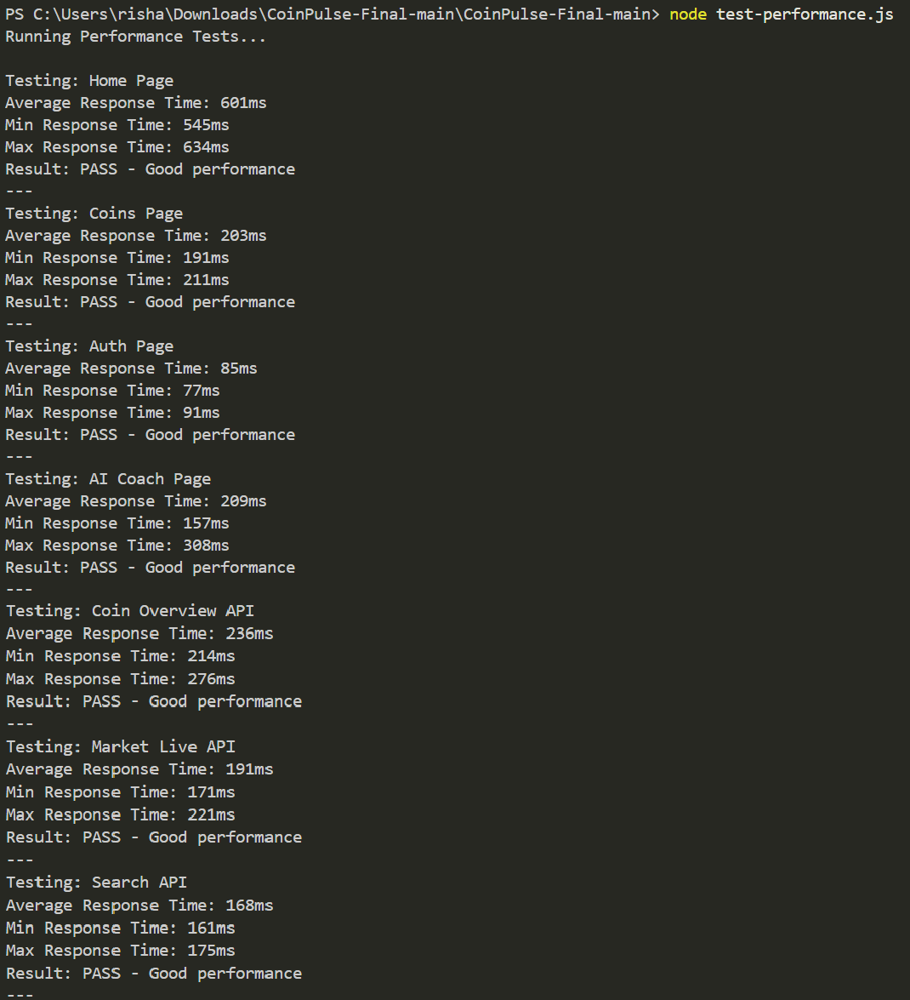 PS C:\Users\risha\Downloads\CoinPulse-Final-main\CoinPulse-Final-main> node test-performance.js
Running Performance Tests...
Testing: Home Page
Average Response Time: 601ms
Min Response Time: 545ms
Max Response Time: 634ms
Result: PASS - Good performance
---
Testing: Coins Page
Average Response Time: 203ms
Min Response Time: 191ms
Max Response Time: 211ms
Result: PASS - Good performance
---
Testing: Auth Page
Average Response Time: 85ms
Min Response Time: 77ms
Max Response Time: 91ms
Result: PASS - Good performance
---
Testing: AI Coach Page
Average Response Time: 209ms
Min Response Time: 157ms
Max Response Time: 308ms
Result: PASS - Good performance
---
Testing: Coin Overview API
Average Response Time: 236ms
Min Response Time: 214ms
Max Response Time: 276ms
Result: PASS - Good performance
---
Testing: Market Live API
Average Response Time: 191ms
Min Response Time: 171ms
Max Response Time: 221ms
Result: PASS - Good performance
---
Testing: Search API
Average Response Time: 168ms
Min Response Time: 161ms
Max Response Time: 175ms
Result: PASS - Good performance
---